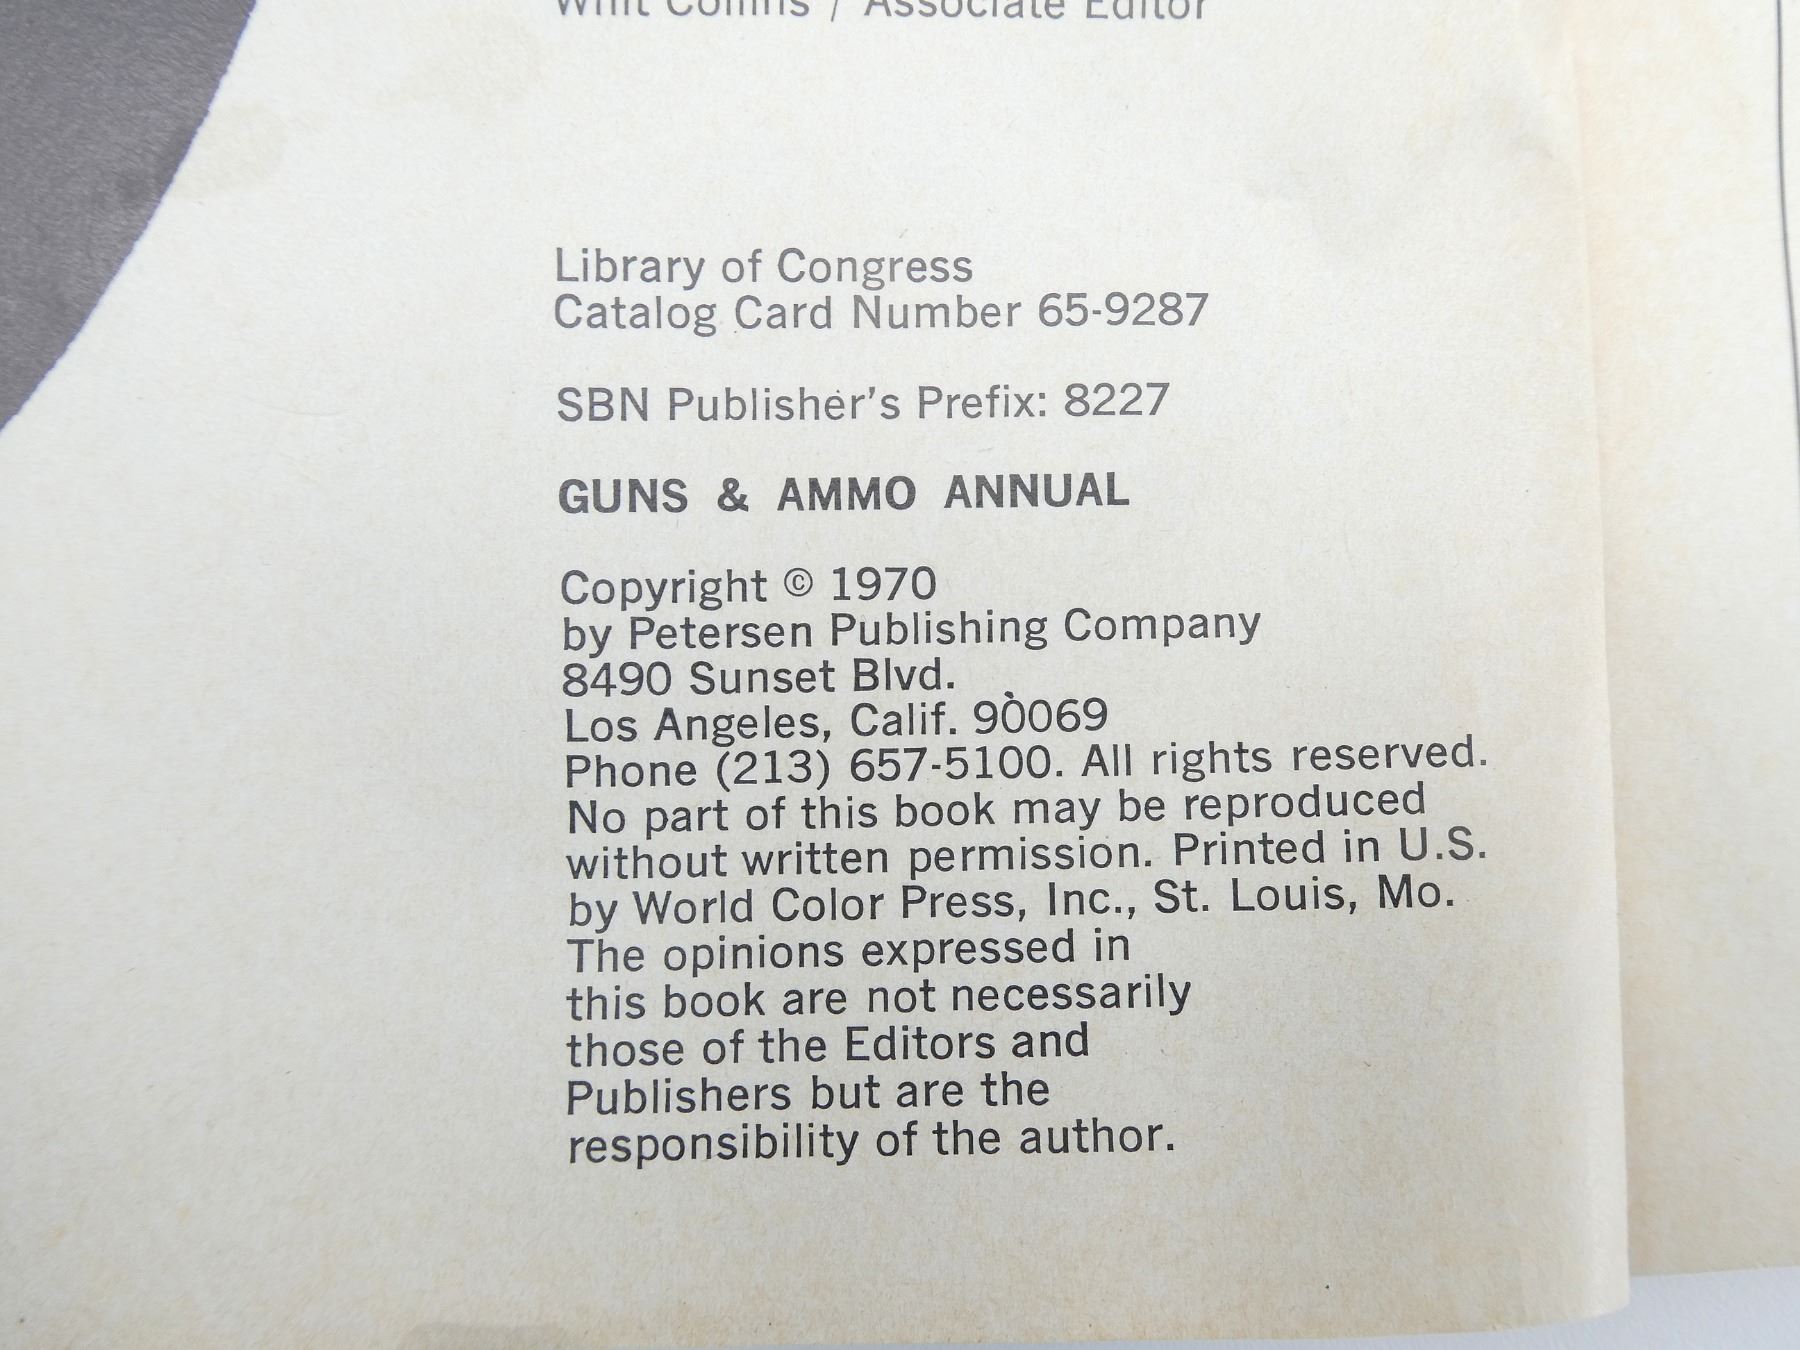 Whit Collins / Associate Editor
Library of Congress
Catalog Card Number 65-9287
SBN Publisher's Prefix: 8227
GUNS & AMMO ANNUAL
Copyright © 1970
by Petersen Publishing Company
8490 Sunset Blvd.
Los Angeles, Calif. 90069
Phone (213) 657-5100. All rights reserved.
No part of this book may be reproduced
without written permission. Printed in U.S.
by World Color Press, Inc., St. Louis, Mo.
The opinions expressed in
this book are not necessarily
those of the Editors and
Publishers but are the
responsibility of the author.